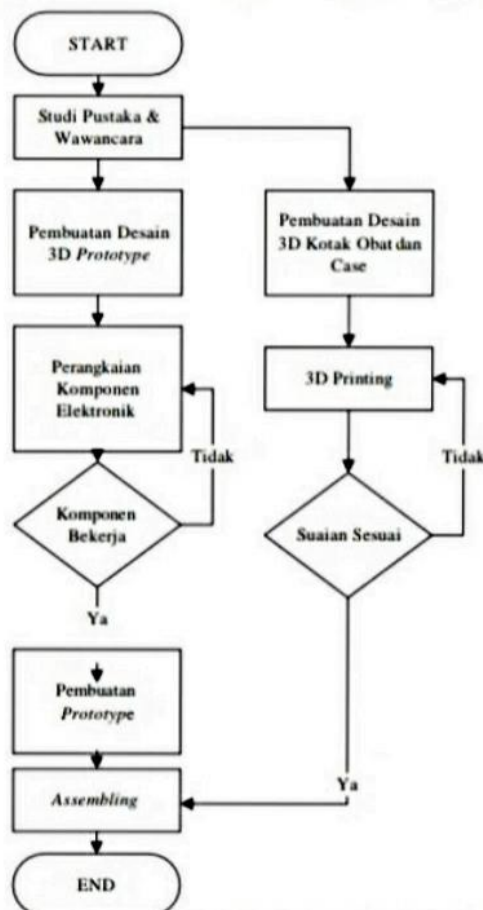 START
Studi Pustaka &
Wawancara
Pembuatan Desain
3D Prototype
Perangkaian
Komponen
Elektronik
Tidak
Komponen
Bekerja
Ya
Pembuatan
Prototype
Assembling
END
Pembuatan Desain
3D Kotak Obat dan
Case
3D Printing
Tidak
Suaian Sesuai
Ya